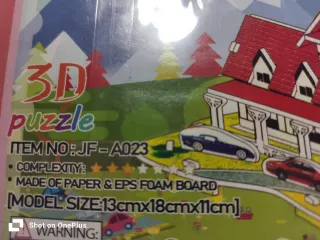 3D
puzzle
ITEM NO : JF - A023
• COMPLEXITY:
• MADE OF PAPER & EPS FOAM BOARD
[MODEL SIZE:13cmx18cmx11cm]
WARNING:
Shot on OnePlus